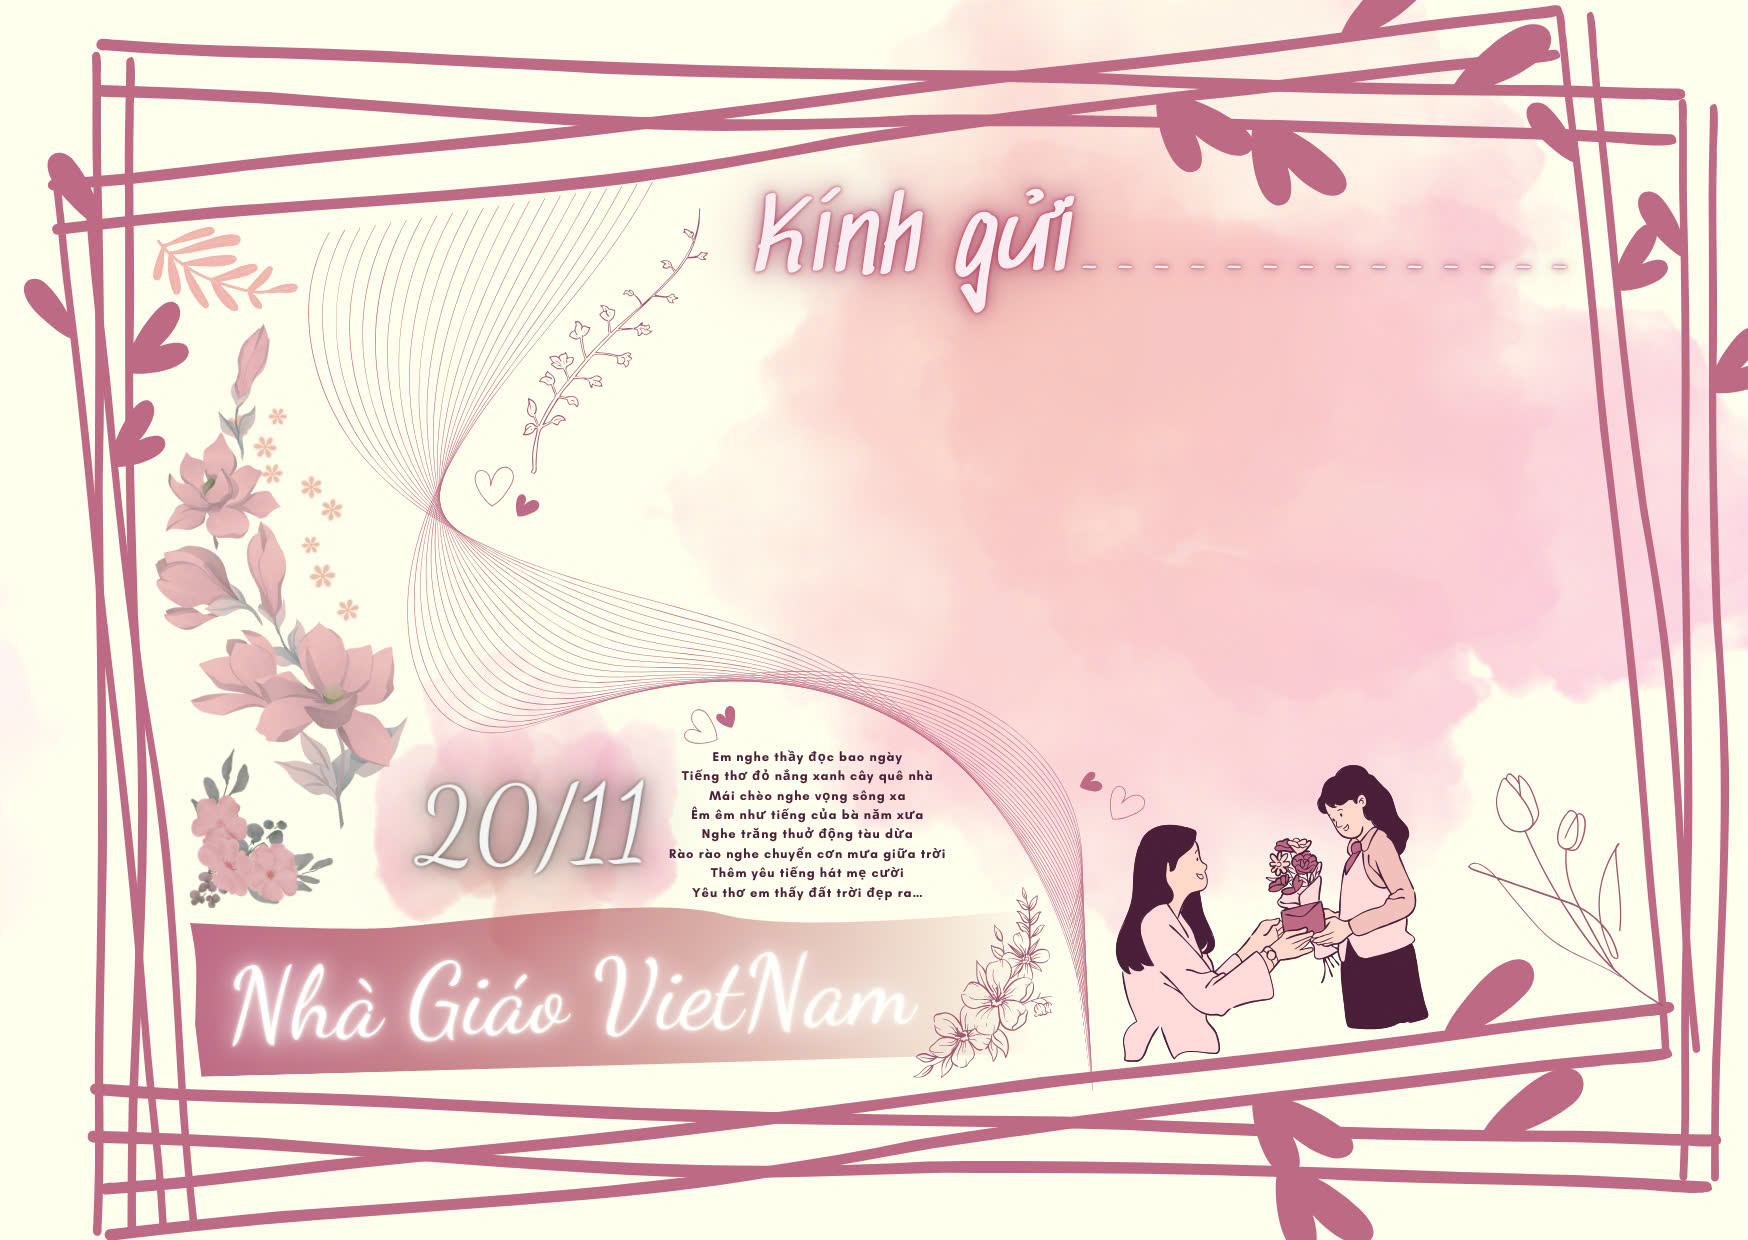 Kính gửi _ _ _ _ _ _ _ _ _ _ _ _ _ _
Em nghe thầy đọc bao ngày
Tiếng thơ đỏ nắng xanh cây quê nhà
Mái chèo nghe vọng sông xa
Êm êm như tiếng của bà năm xưa
Nghe trăng thuở động tàu dừa
Rào rào nghe chuyển cơn mưa giữa trời
Thêm yêu tiếng hát mẹ cười
Yêu thơ em thấy đất trời đẹp ra...
20/11
Nhà Giáo VietNam